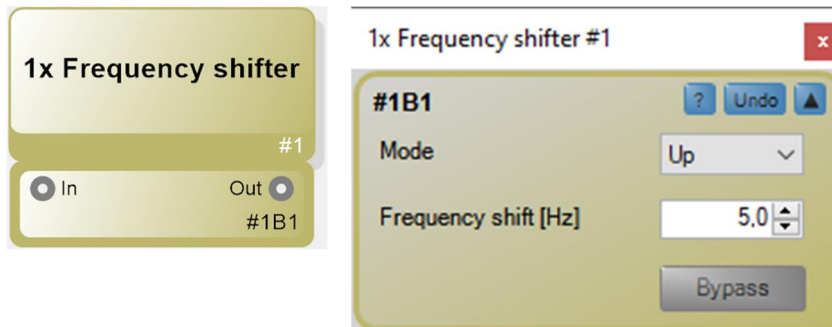 1x Frequency shifter
#1
In Out
#1B1
1x Frequency shifter #1 x
#1B1 ? Undo ▲
Mode Up
Frequency shift [Hz] 5,0
Bypass